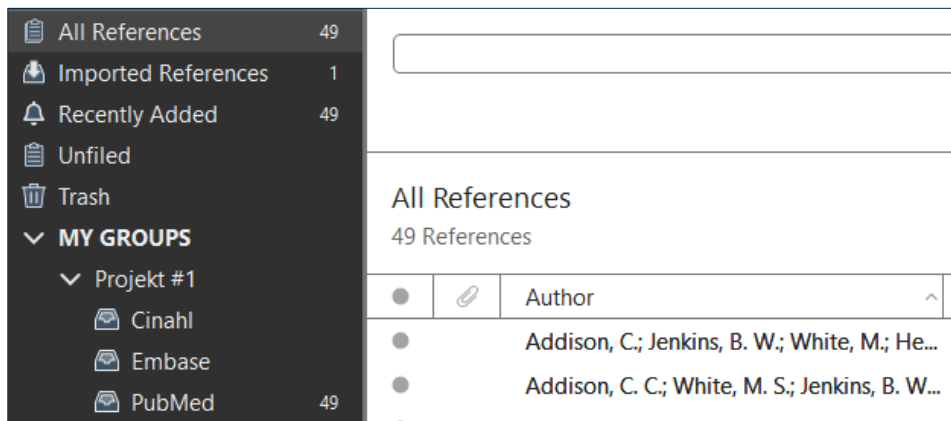 All References 49
Imported References 1
Recently Added 49
Unfiled
Trash
MY GROUPS
Projekt #1
Cinahl
Embase
PubMed 49
All References
49 References
Author
Addison, C.; Jenkins, B. W.; White, M.; He...
Addison, C. C.; White, M. S.; Jenkins, B. W...